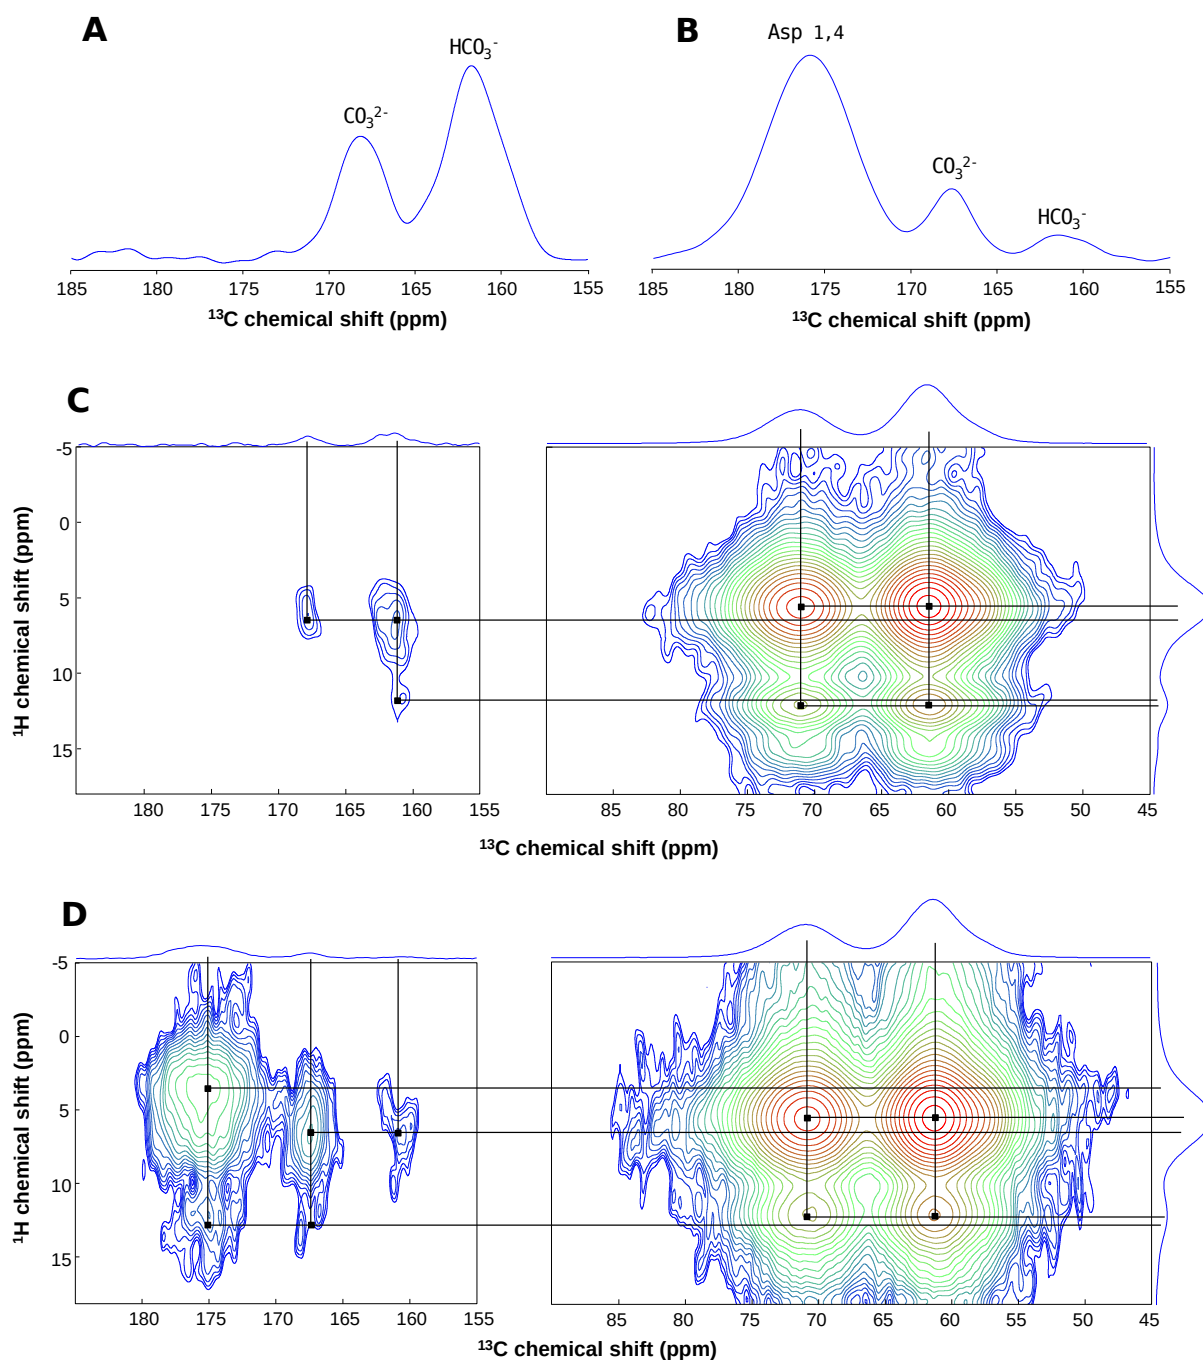 A
HCO₃⁻
CO₃²⁻
185 180 175 170 165 160 155
¹³C chemical shift (ppm)
B
Asp 1,4
CO₃²⁻
HCO₃⁻
185 180 175 170 165 160 155
¹³C chemical shift (ppm)
C
-5
0
5
10
15
¹H chemical shift (ppm)
180 175 170 165 160 155
85 80 75 70 65 60 55 50 45
¹³C chemical shift (ppm)
D
-5
0
5
10
15
¹H chemical shift (ppm)
180 175 170 165 160 155
85 80 75 70 65 60 55 50 45
¹³C chemical shift (ppm)